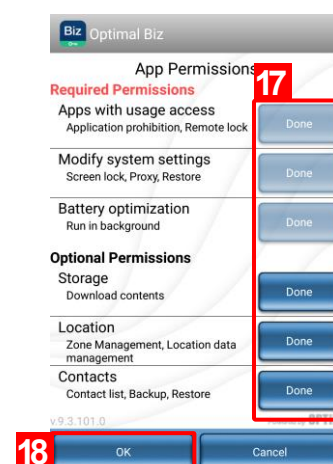 Biz Optimal Biz
App Permissions
17
Required Permissions
Apps with usage access
Application prohibition, Remote lock
Done
Modify system settings
Screen lock, Proxy, Restore
Done
Battery optimization
Run in background
Done
Optional Permissions
Storage
Download contents
Done
Location
Zone Management, Location data
management
Done
Contacts
Contact list, Backup, Restore
Done
v.9.3.101.0
18
OK
Cancel